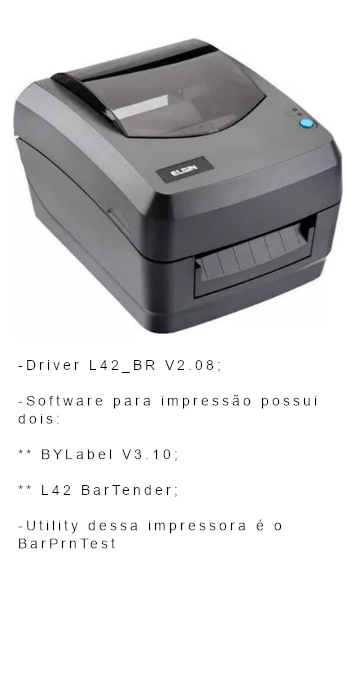 ELGIN
-Driver L42_BR V2.08;
-Software para impressão possui
dois:
** BYLabel V3.10;
** L42 BarTender;
-Utility dessa impressora é o
BarPrnTest